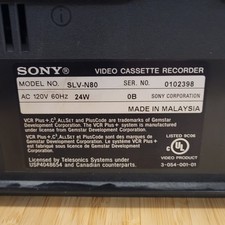 SONY® VIDEO CASSETTE RECORDER
MODEL NO. SLV-N80 SER. NO. 0102398
AC 120V 60Hz 24W 0B SONY CORPORATION
MADE IN MALAYSIA
VCR Plus+, C³, ALLSET and PlusCode are trademarks of Gemstar
Development Corporation. The VCR Plus+ system is
manufactured under license from Gemstar Development
Corporation.
VCR Plus+, C³, ALLSET et PlusCode sont des marques de
Gemstar Development Corporation. Le système VCR Plus+
est fabriqué sous licence de Gemstar Development
Corporation.
Licensed by Telesonics Systems under
USP4048654 and Canadian counterparts.
UL
LISTED 9C06
VIDEO PRODUCT
3-064-001-01